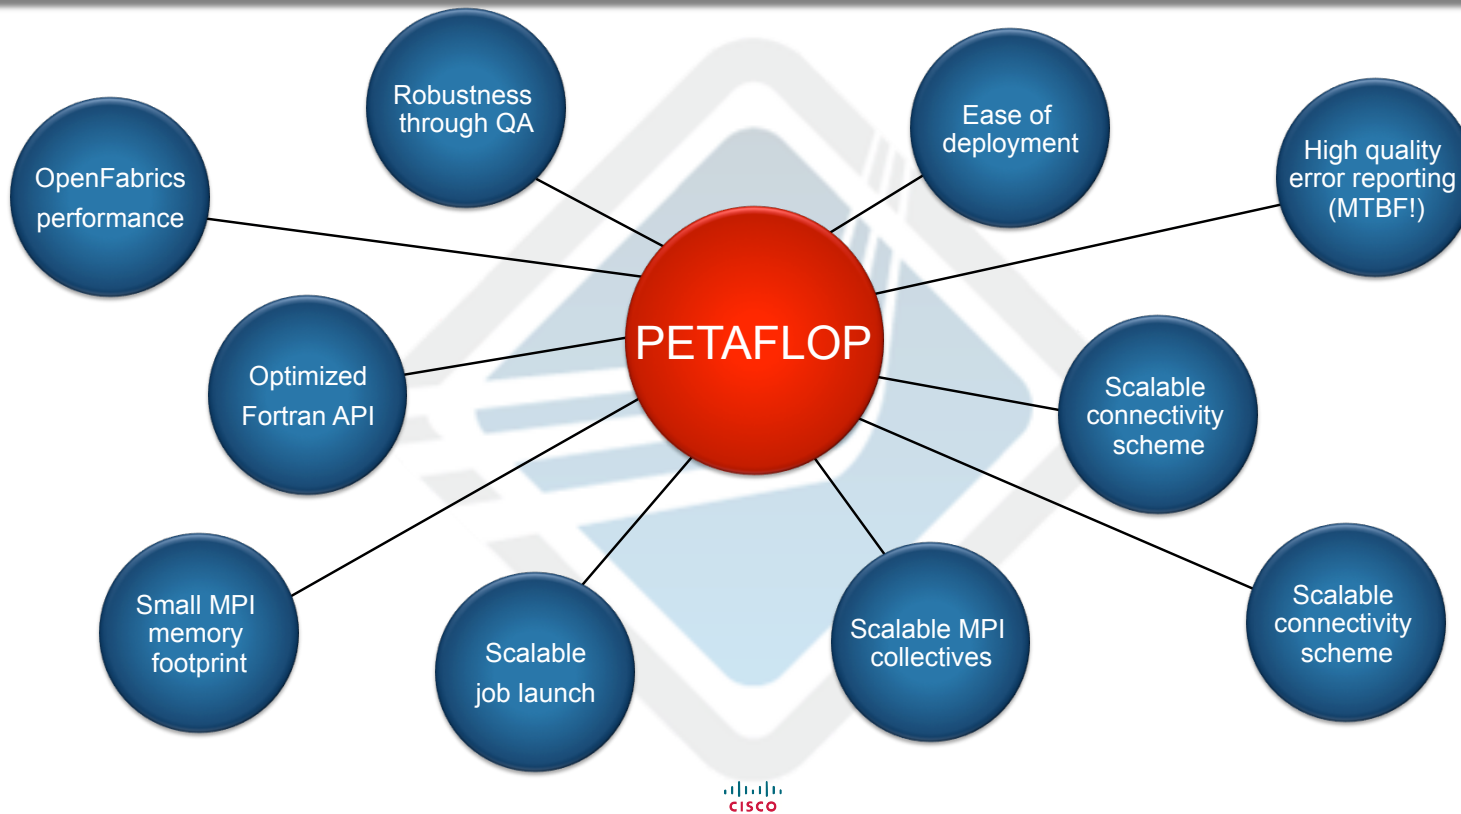 Robustness
through QA
Ease of
deployment
High quality
error reporting
(MTBF!)
OpenFabrics
performance
PETAFLOP
Optimized
Fortran API
Scalable
connectivity
scheme
Small MPI
memory
footprint
Scalable
job launch
Scalable MPI
collectives
Scalable
connectivity
scheme
CISCO